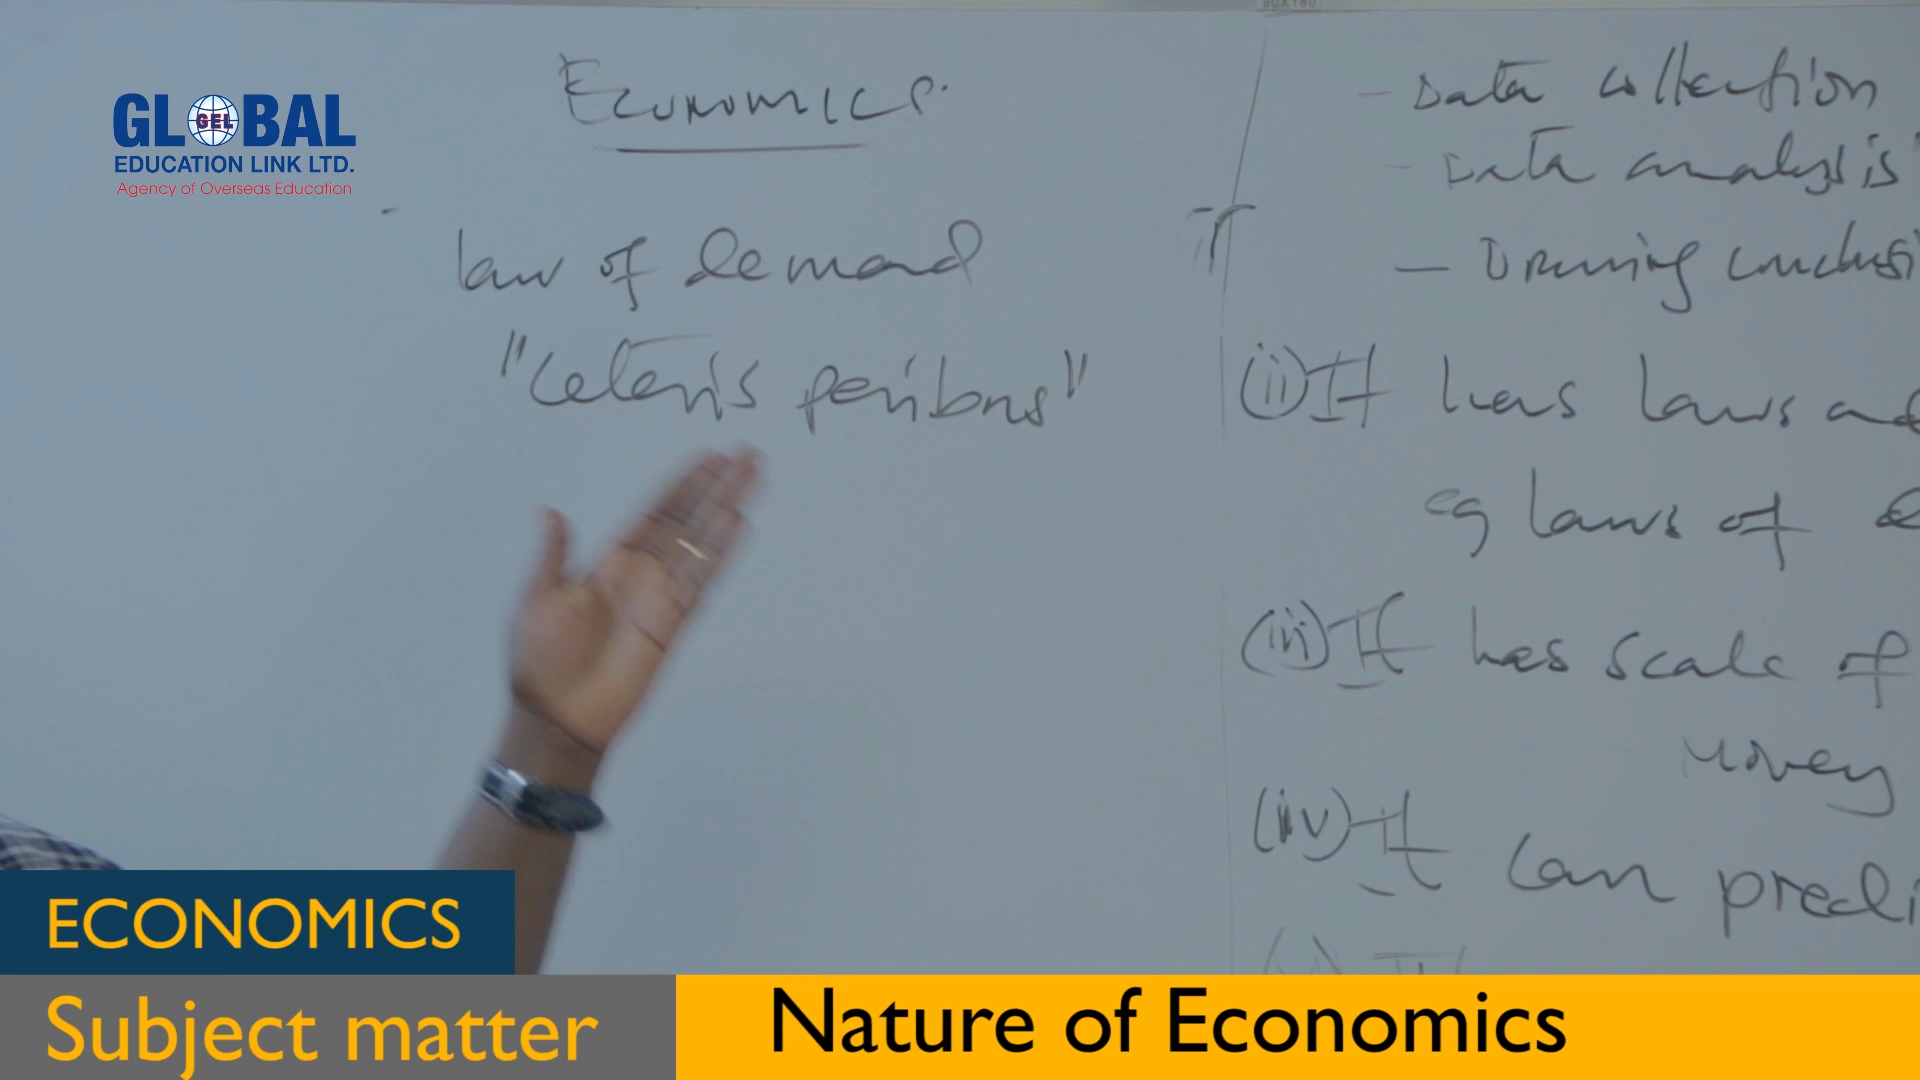 GLOBAL
GEL
EDUCATION LINK LTD.
Agency of Overseas Education
Economics.
law of demand
"Ceteris peribus"
- Data collection
- Data analysis
- Drawing conclusi
(ii) It has laws and
eg laws of
(iii) It has scale of
Money
(iv) It can predi
ECONOMICS
Subject matter
Nature of Economics